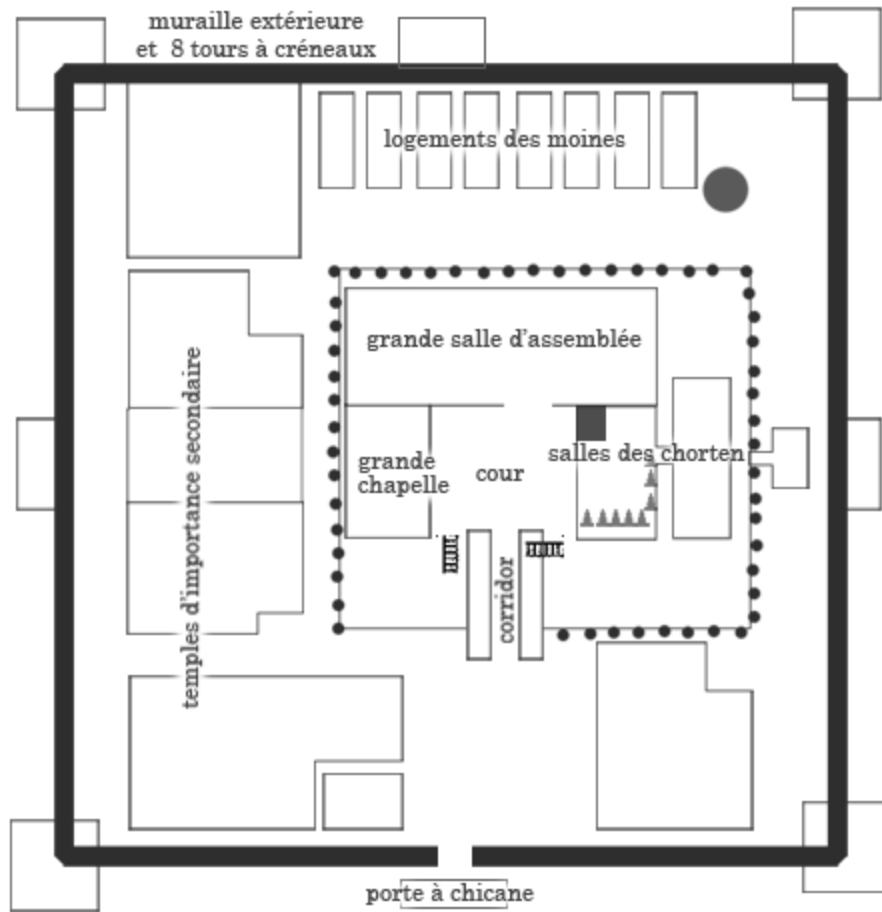 muraille extérieure
et 8 tours à créneaux
logements des moines
grande salle d'assemblée
temples d'importance secondaire
grande
chapelle
cour
salles des chorten
corridor
porte à chicane